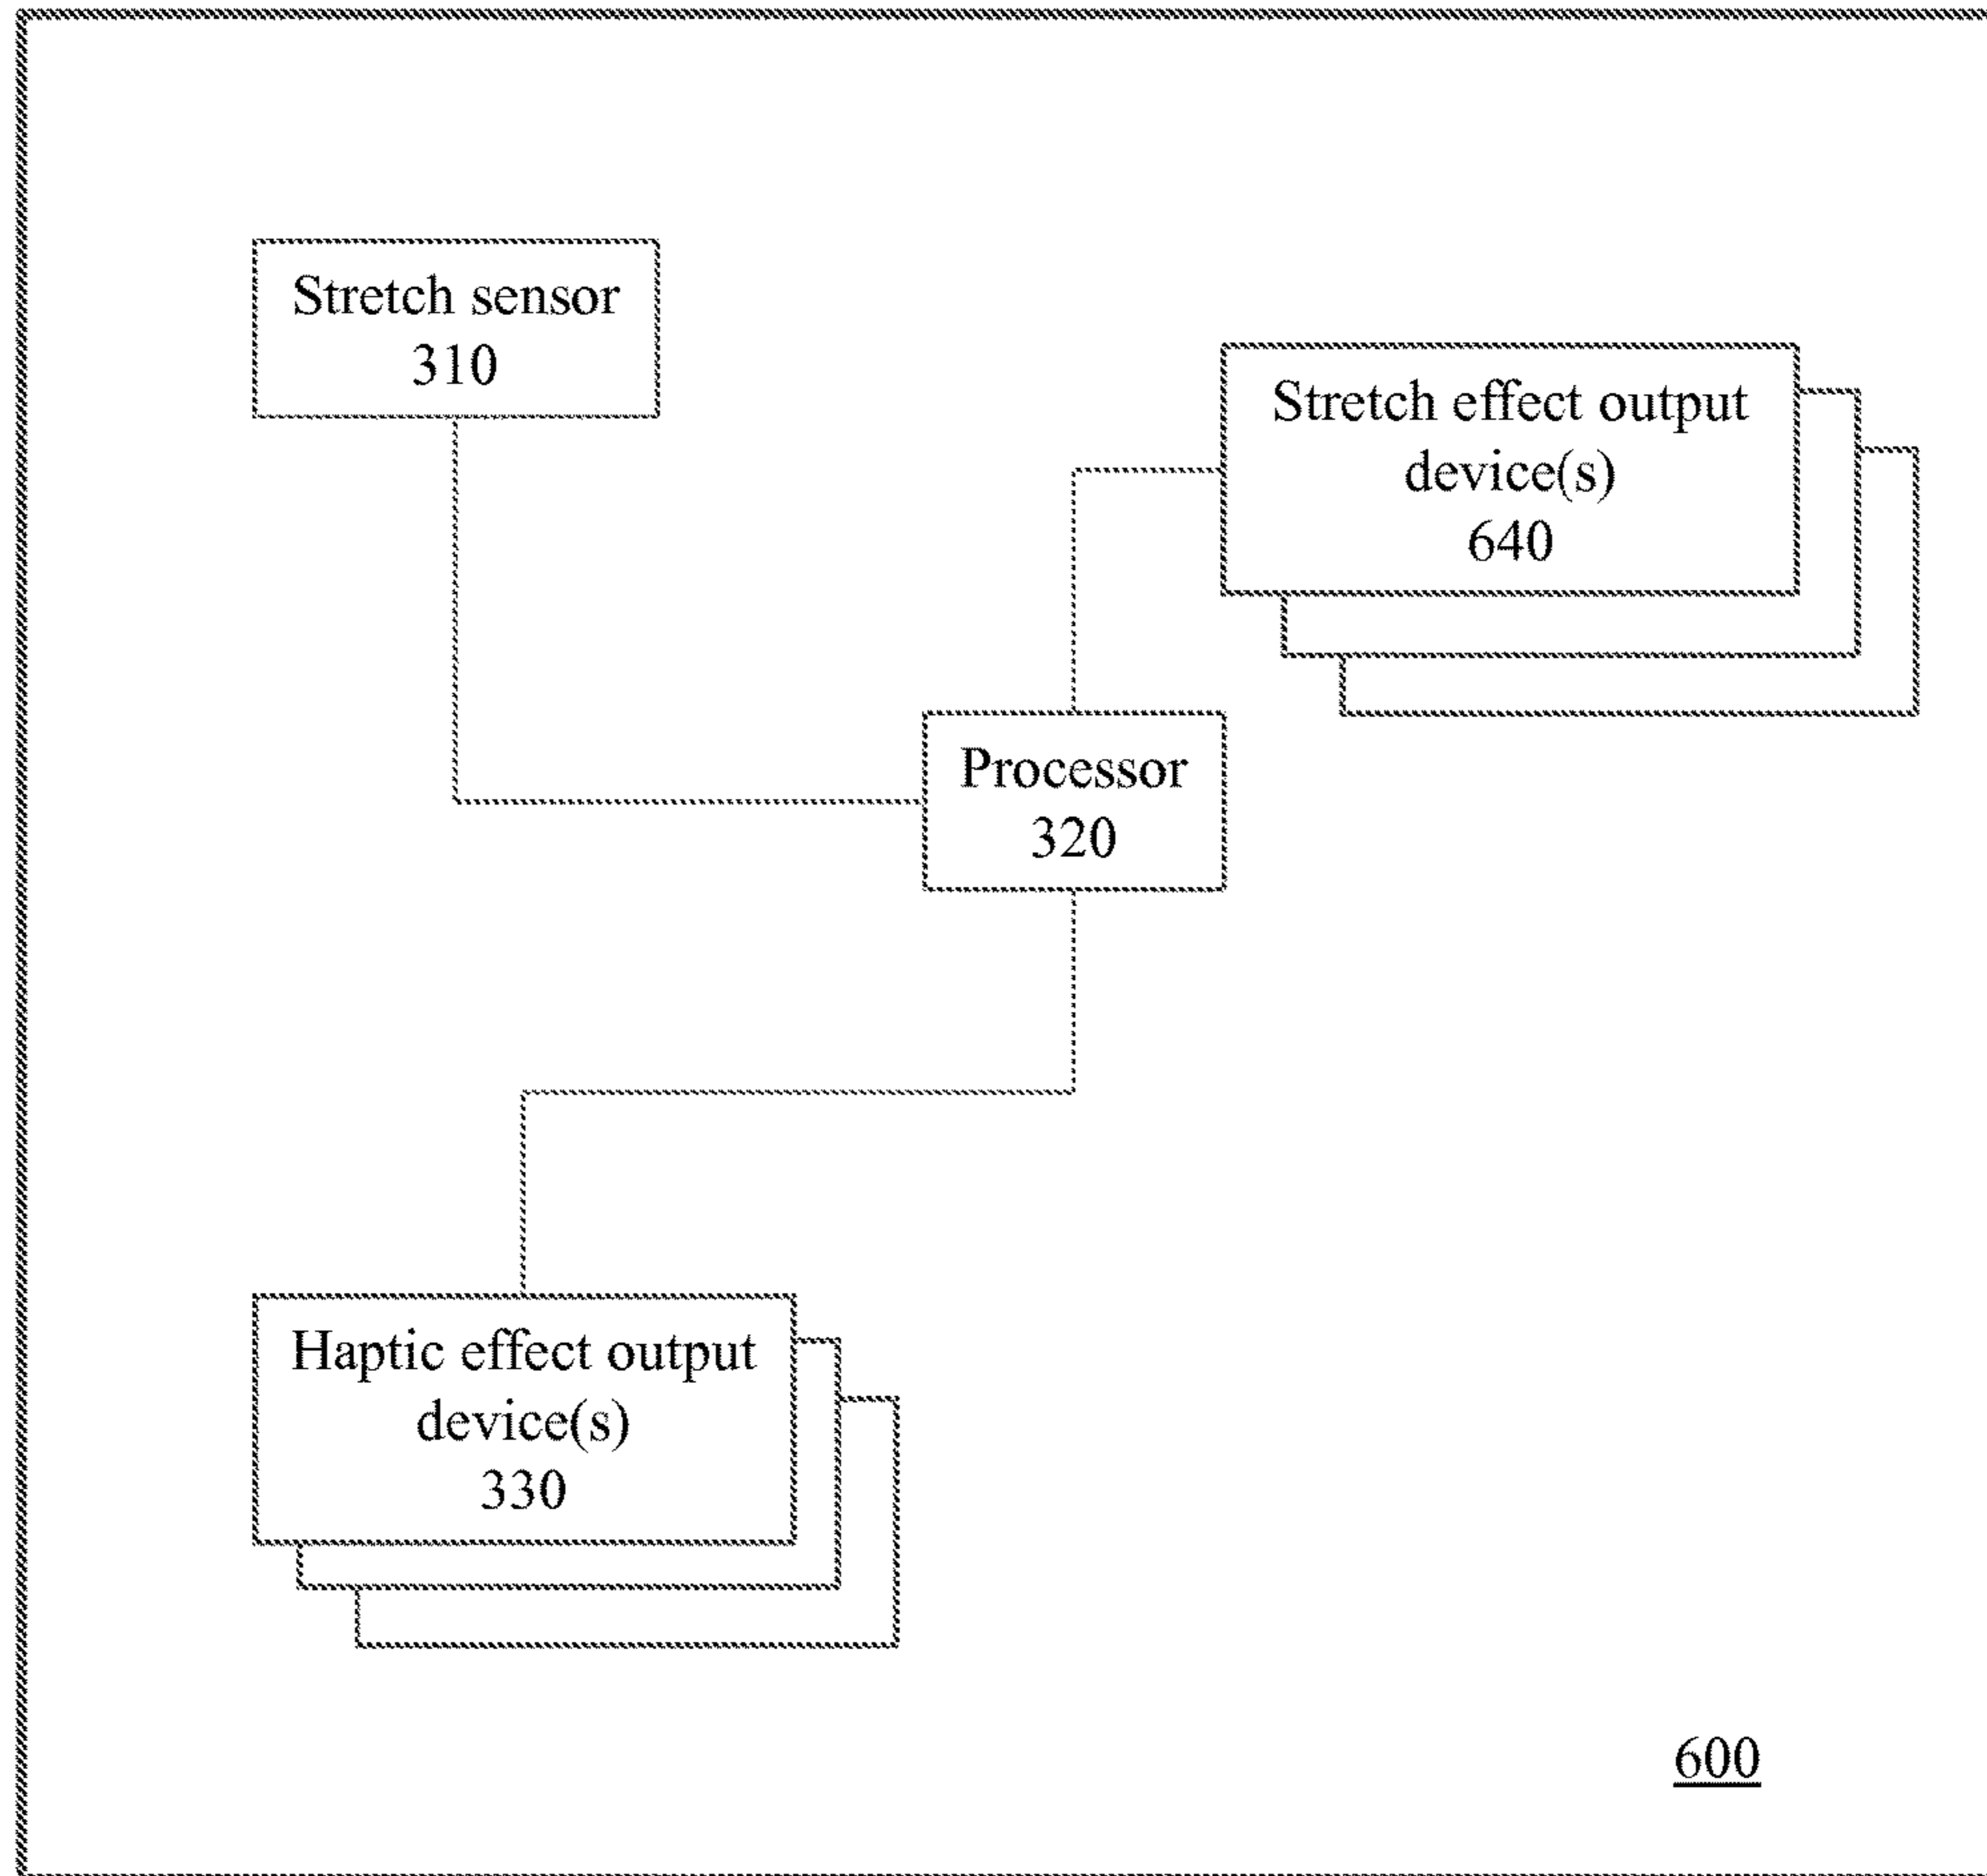 Stretch sensor
310
Stretch effect output
device(s)
640
Processor
320
Haptic effect output
device(s)
330
600